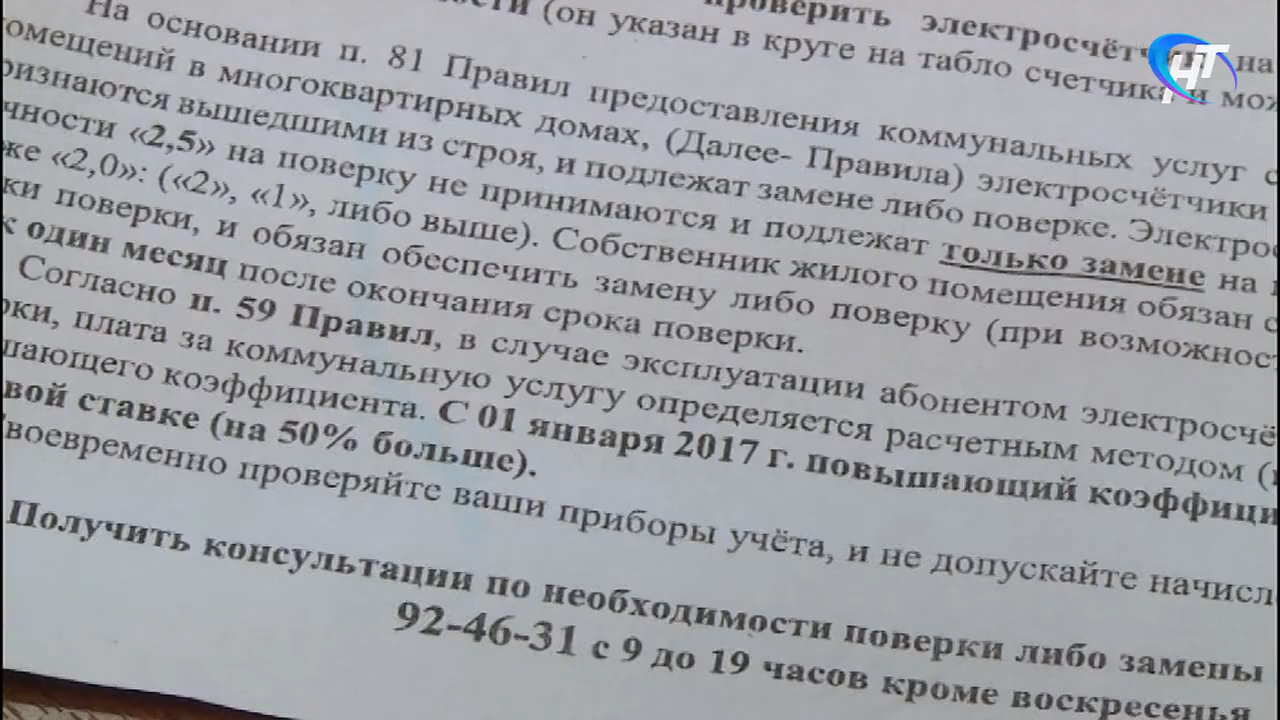 проверить электросчётчик на
(он указан в круге на табло счетчика и мож
На основании п. 81 Правил предоставления коммунальных услуг с
омещений в многоквартирных домах, (Далее- Правила) электросчётчики
ризнаются вышедшими из строя, и подлежат замене либо поверке. Электрос
чности «2,5» на поверку не принимаются и подлежат только замене на
же «2,0»: («2», «1», либо выше). Собственник жилого помещения обязан с
ки поверки, и обязан обеспечить замену либо поверку (при возможност
к один месяц после окончания срока поверки.
Согласно п. 59 Правил, в случае эксплуатации абонентом электросчё
рки, плата за коммунальную услугу определяется расчетным методом (
шающего коэффициента. С 01 января 2017 г. повышающий коэффици
вой ставке (на 50% больше).
Своевременно проверяйте ваши приборы учёта, и не допускайте начисл
Получить консультации по необходимости поверки либо замены
92-46-31 с 9 до 19 часов кроме воскресенья
НТ